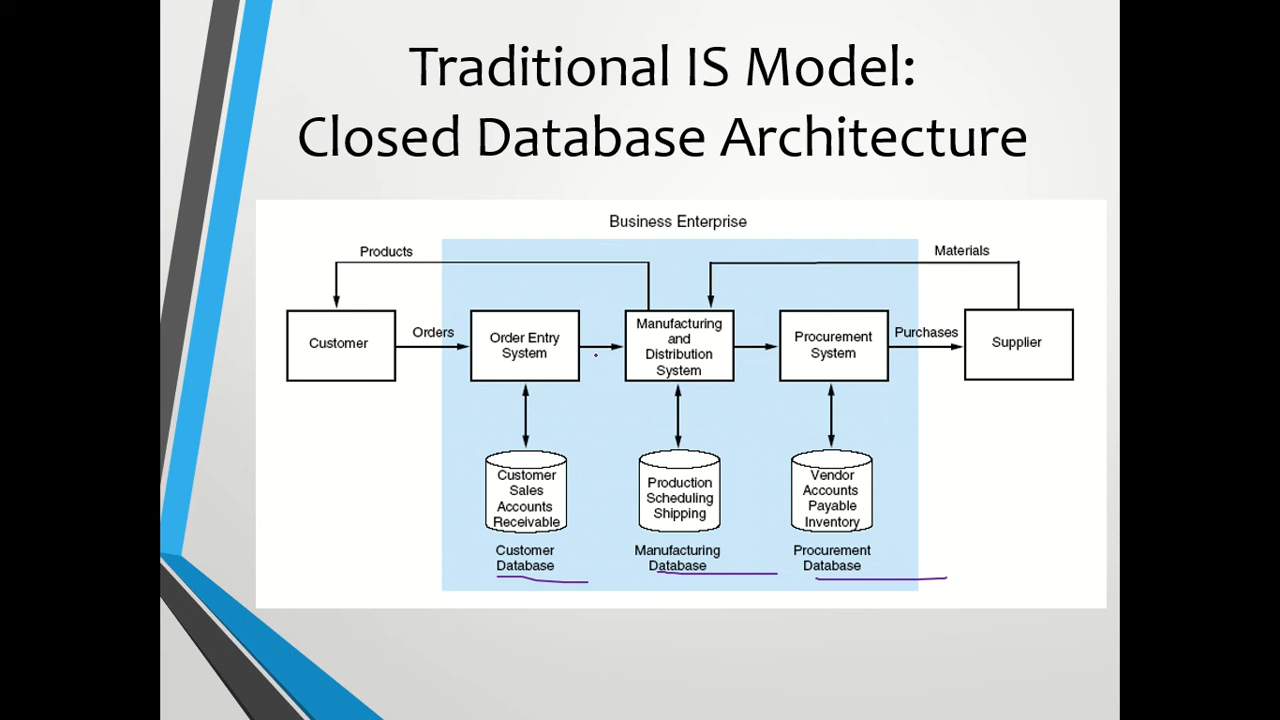 Traditional IS Model:
Closed Database Architecture
Business Enterprise
Products
Materials
Customer
Orders
Order Entry
System
Manufacturing
and
Distribution
System
Procurement
System
Purchases
Supplier
Customer
Sales
Accounts
Receivable
Production
Scheduling
Shipping
Vendor
Accounts
Payable
Inventory
Customer
Database
Manufacturing
Database
Procurement
Database